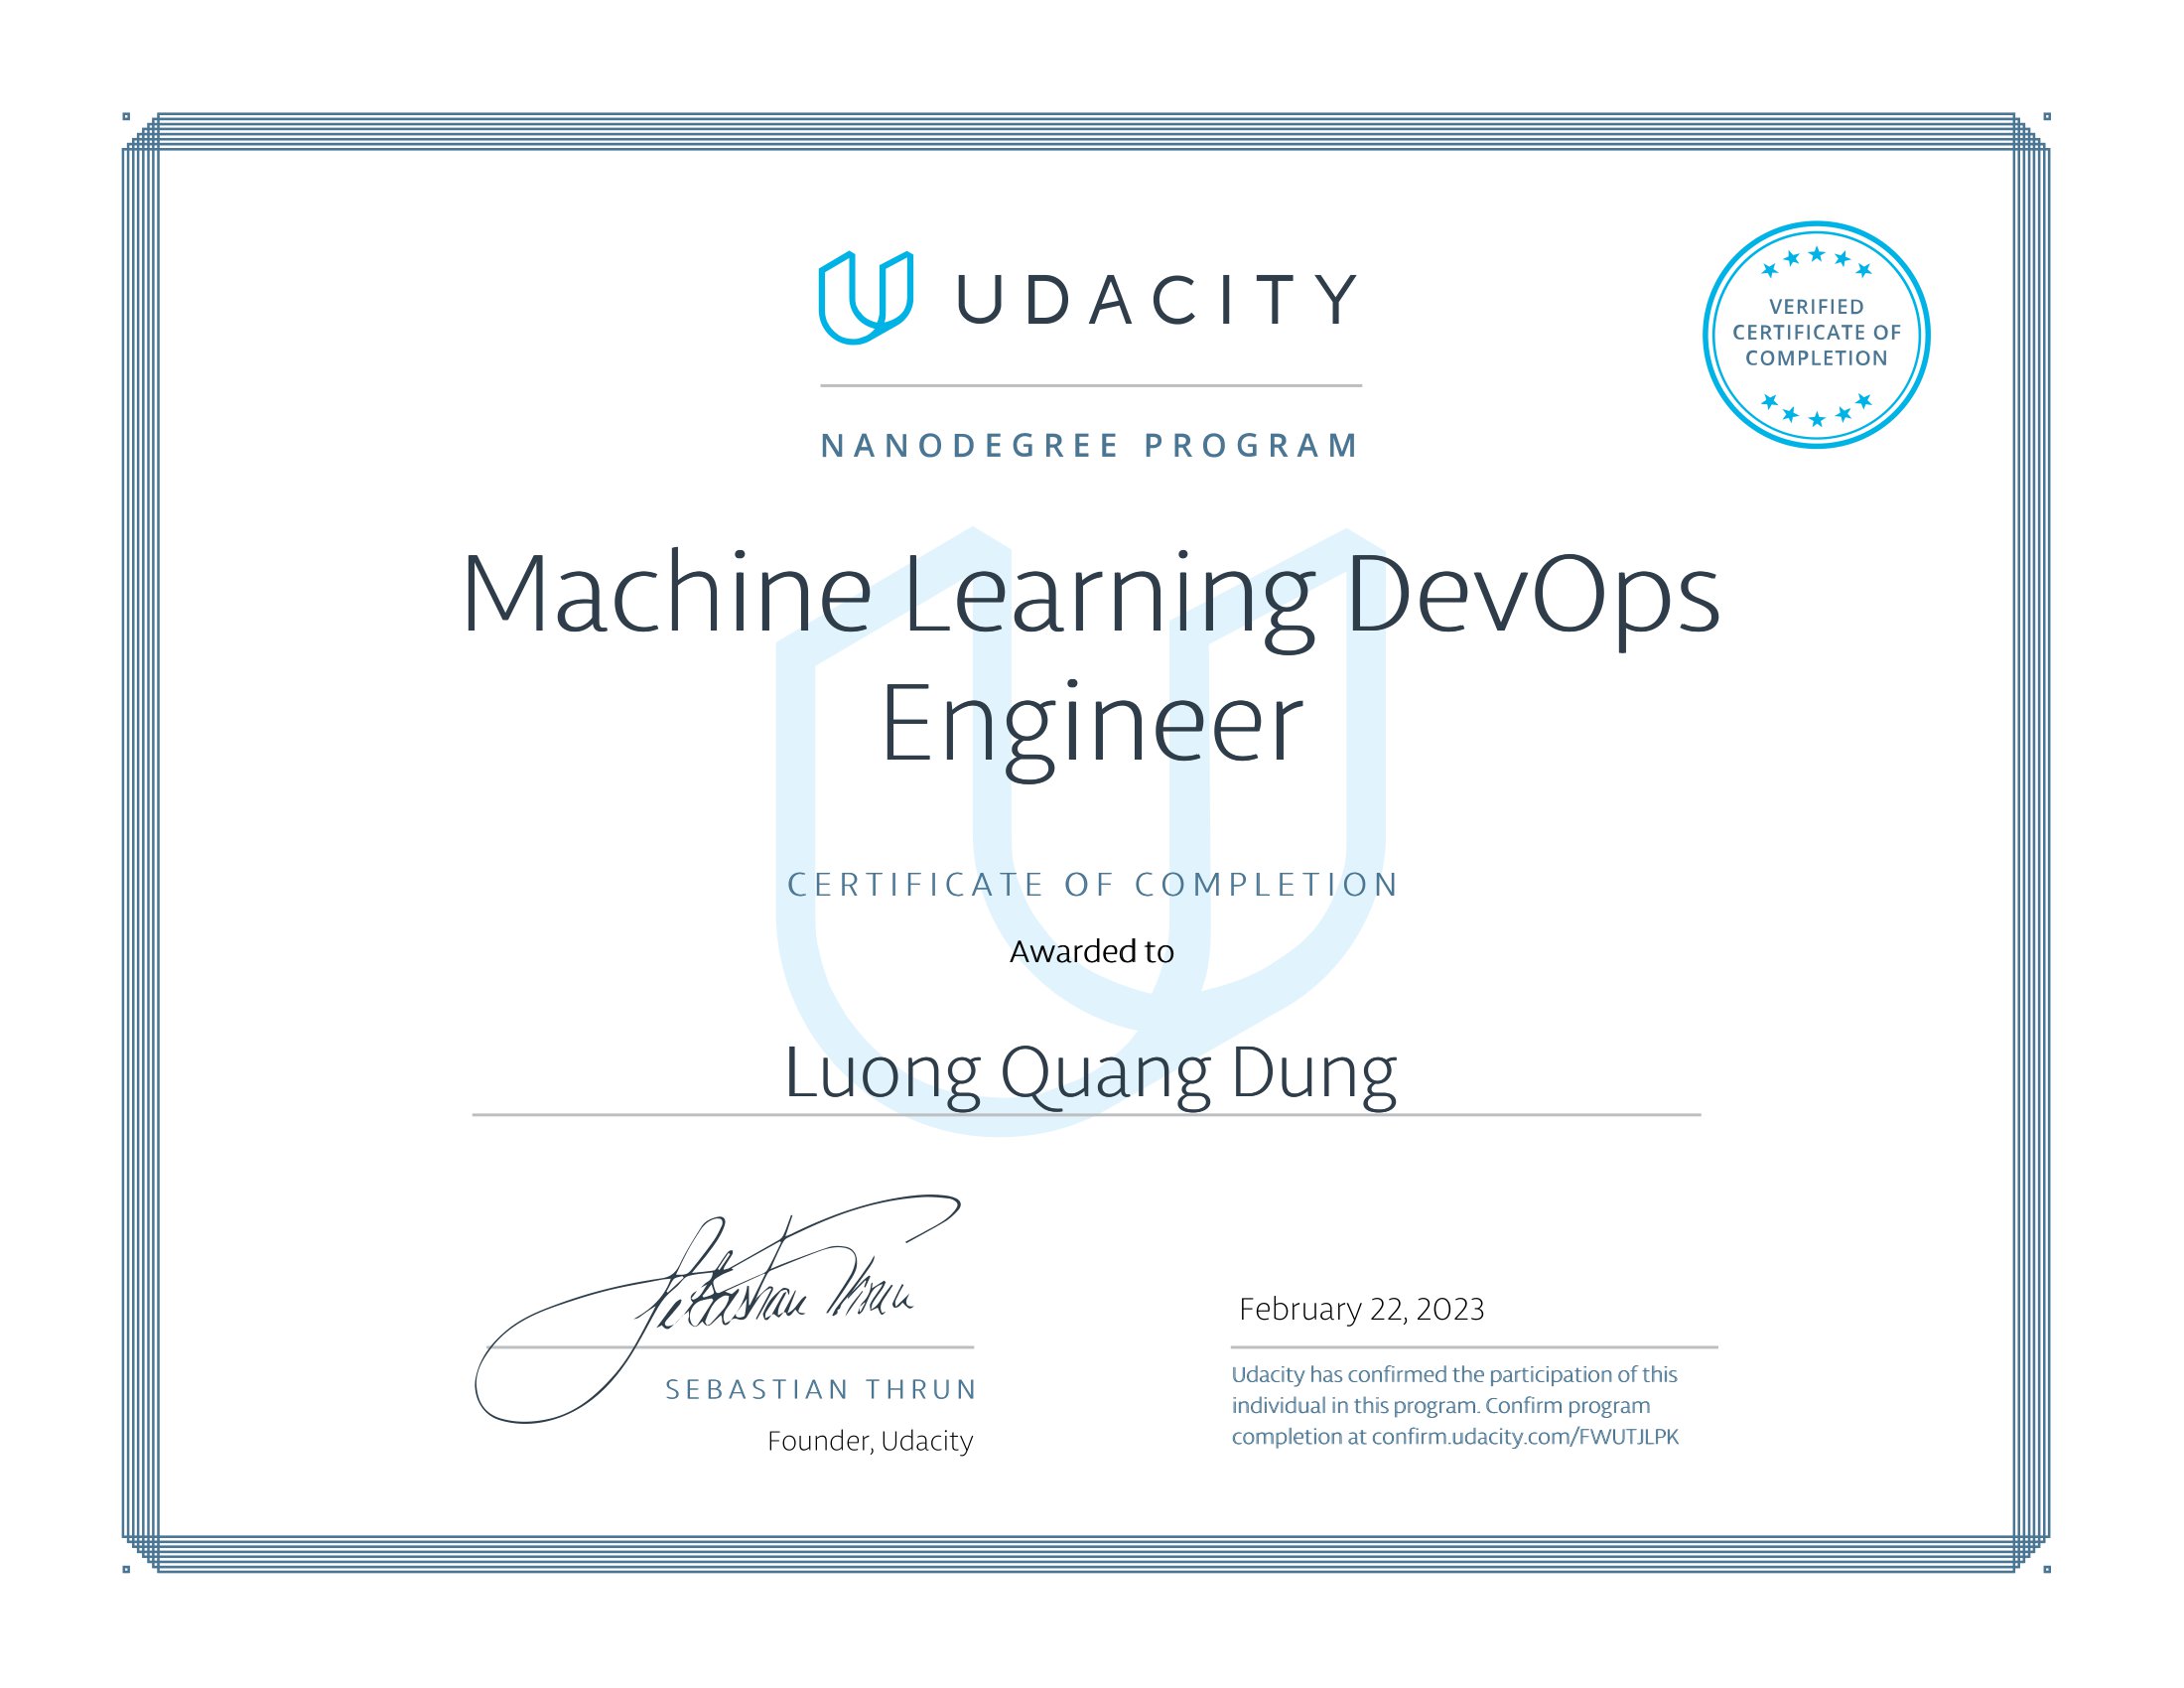 UDACITY
VERIFIED
CERTIFICATE OF
COMPLETION
NANODEGREE PROGRAM
Machine Learning DevOps
Engineer
CERTIFICATE OF COMPLETION
Awarded to
Luong Quang Dung
Sebastian Thrun
February 22, 2023
SEBASTIAN THRUN
Founder, Udacity
Udacity has confirmed the participation of this
individual in this program. Confirm program
completion at confirm.udacity.com/FWUTJLPK